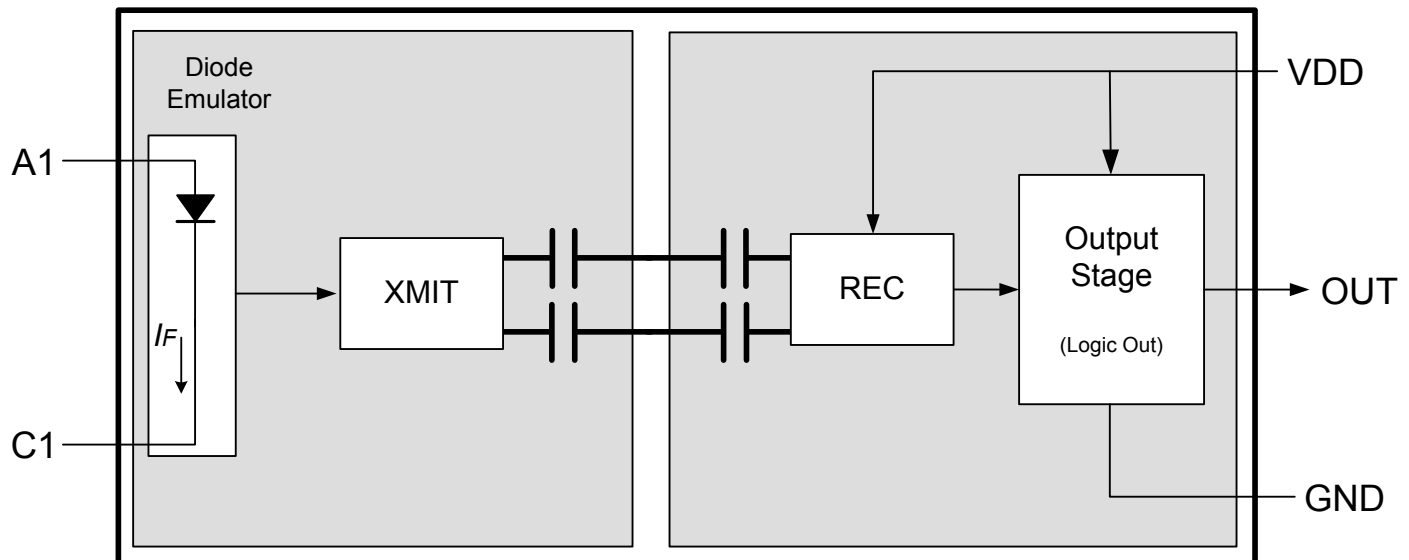 Diode
Emulator
VDD
A1
XMIT
REC
Output
Stage
(Logic Out)
OUT
IF
C1
GND